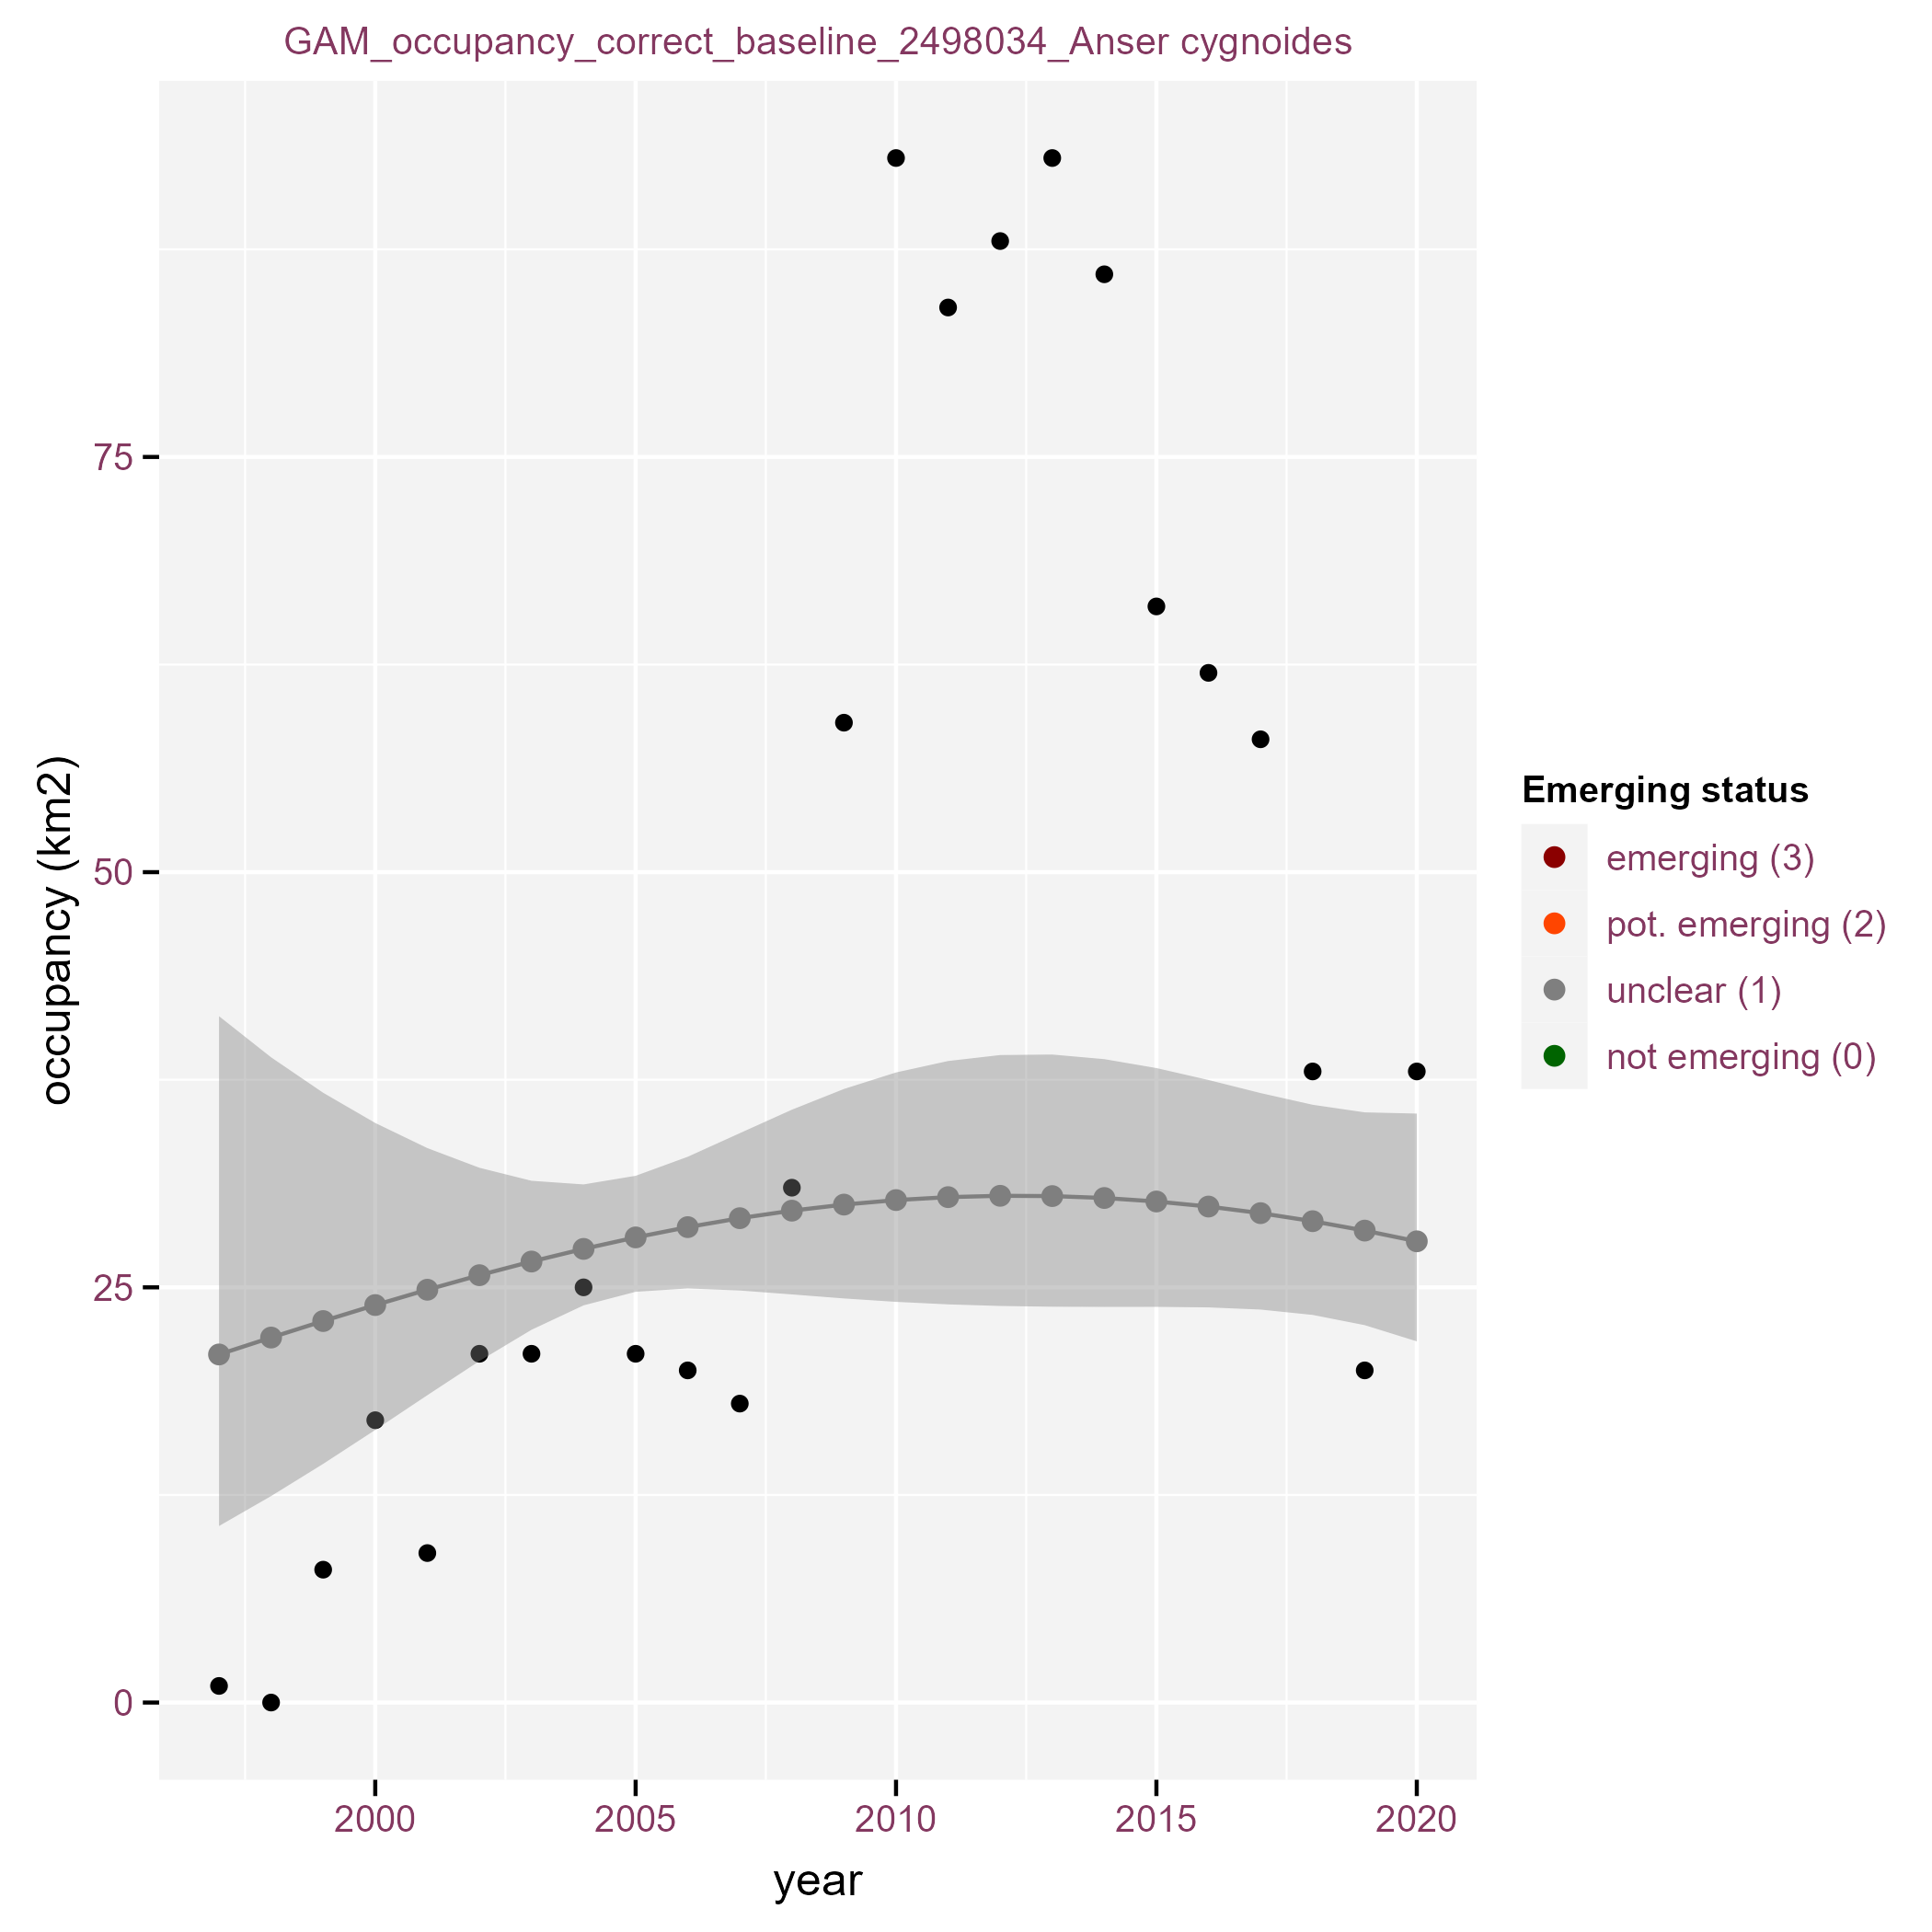 GAM_occupancy_correct_baseline_2498034_Anser cygnoides
occupancy (km2)
75
50
25
0
2000 2005 2010 2015 2020
year
Emerging status
emerging (3)
pot. emerging (2)
unclear (1)
not emerging (0)